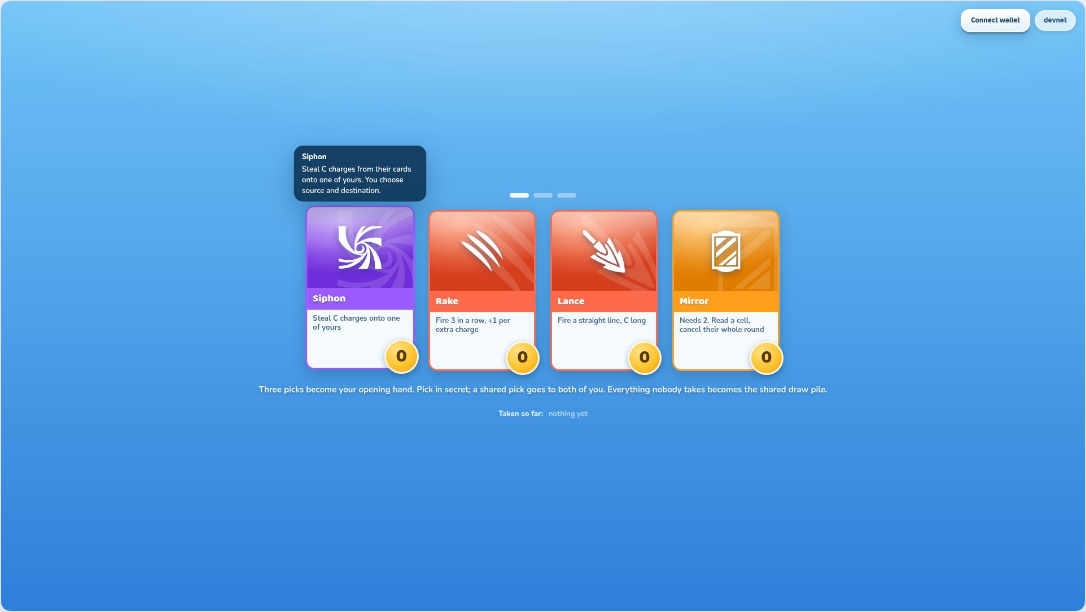 Connect wallet
devnet
Siphon
Steal C charges from their cards
onto one of yours. You choose
source and destination.
Siphon
Steal C charges onto one
of yours
0
Rake
Fire 3 in a row, +1 per
extra charge
0
Lance
Fire a straight line, C long
0
Mirror
Needs 2. Read a cell,
cancel their whole round
0
Three picks become your opening hand. Pick in secret; a shared pick goes to both of you. Everything nobody takes becomes the shared draw pile.
Taken so far: nothing yet